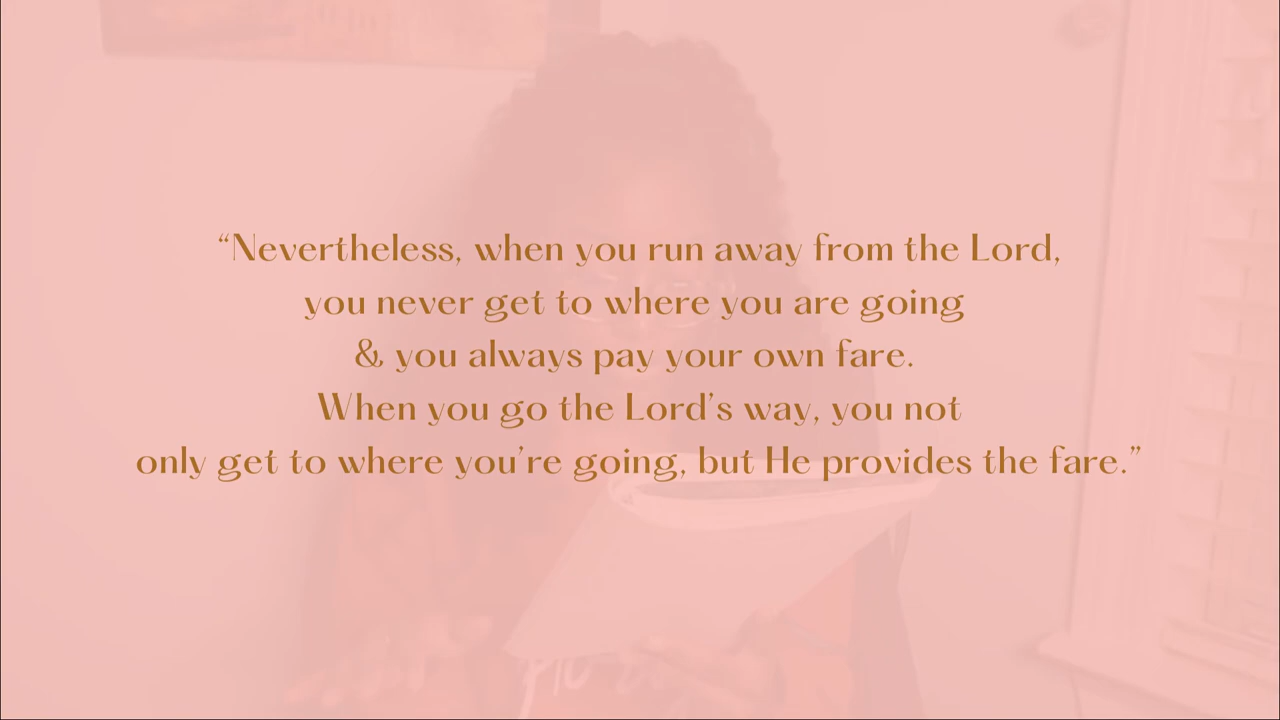 “Nevertheless, when you run away from the Lord,
you never get to where you are going
& you always pay your own fare.
When you go the Lord’s way, you not
only get to where you’re going, but He provides the fare.”